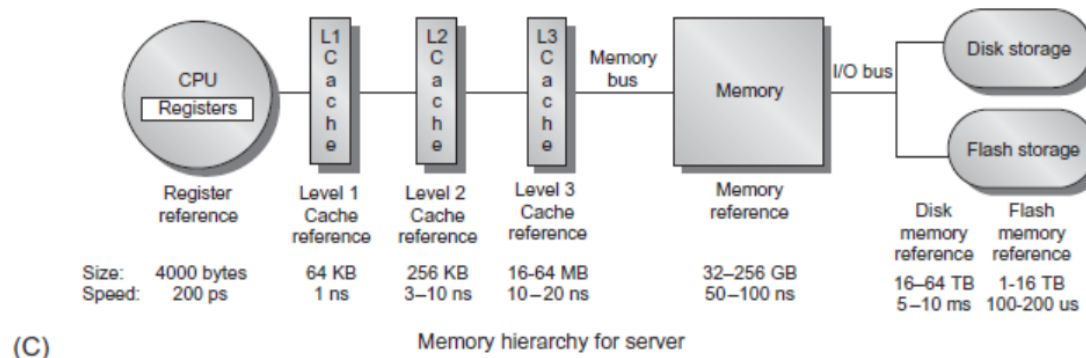 CPU
Registers
L1
C
a
c
h
e
L2
C
a
c
h
e
L3
C
a
c
h
e
Memory
bus
Memory
I/O bus
Disk storage
Flash storage
Register
reference
Level 1
Cache
reference
Level 2
Cache
reference
Level 3
Cache
reference
Memory
reference
Disk
memory
reference
Flash
memory
reference
Size: 4000 bytes 64 KB 256 KB 16-64 MB 32–256 GB 16–64 TB 1-16 TB
Speed: 200 ps 1 ns 3–10 ns 10–20 ns 50–100 ns 5–10 ms 100-200 us
(C) Memory hierarchy for server